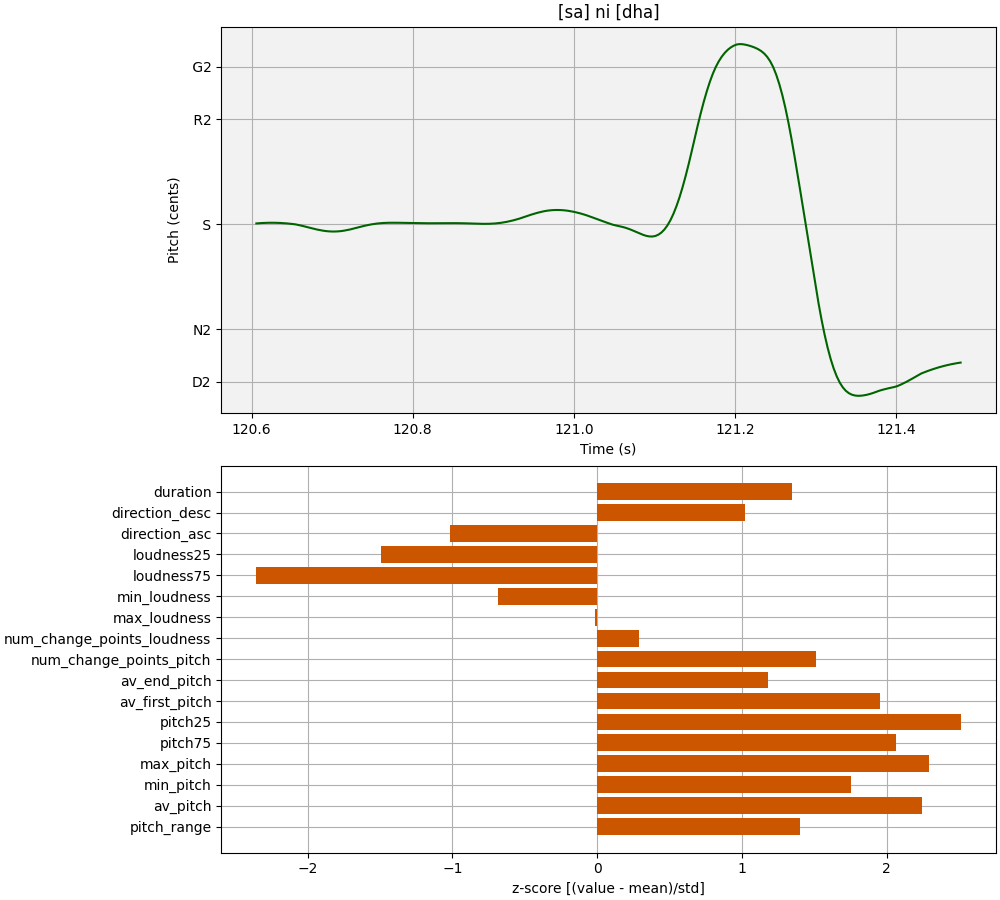 [sa] ni [dha]
G2
R2
S
N2
D2
Pitch (cents)
120.6 120.8 121.0 121.2 121.4
Time (s)
duration
direction_desc
direction_asc
loudness25
loudness75
min_loudness
max_loudness
num_change_points_loudness
num_change_points_pitch
av_end_pitch
av_first_pitch
pitch25
pitch75
max_pitch
min_pitch
av_pitch
pitch_range
−2 −1 0 1 2
z-score [(value - mean)/std]